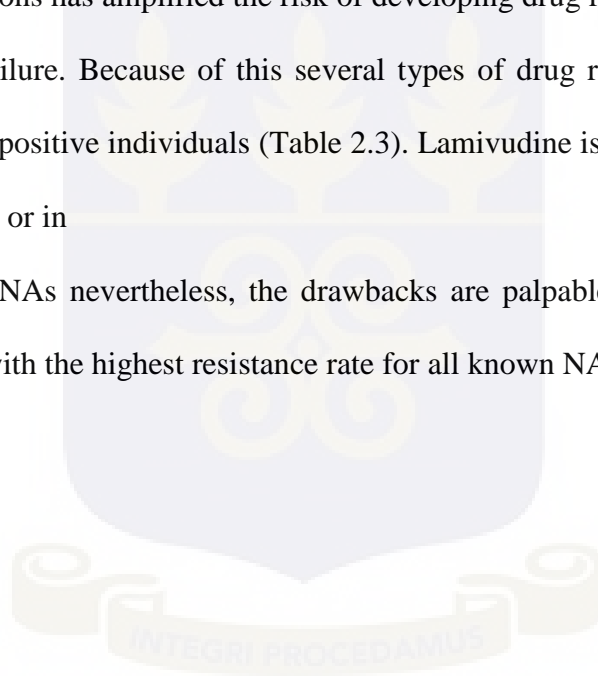 ons has amplified the risk of developing drug
ilure. Because of this several types of drug r
positive individuals (Table 2.3). Lamivudine is
or in
NAs nevertheless, the drawbacks are palpable
with the highest resistance rate for all known NA
INTEGRI PROCEDAMUS